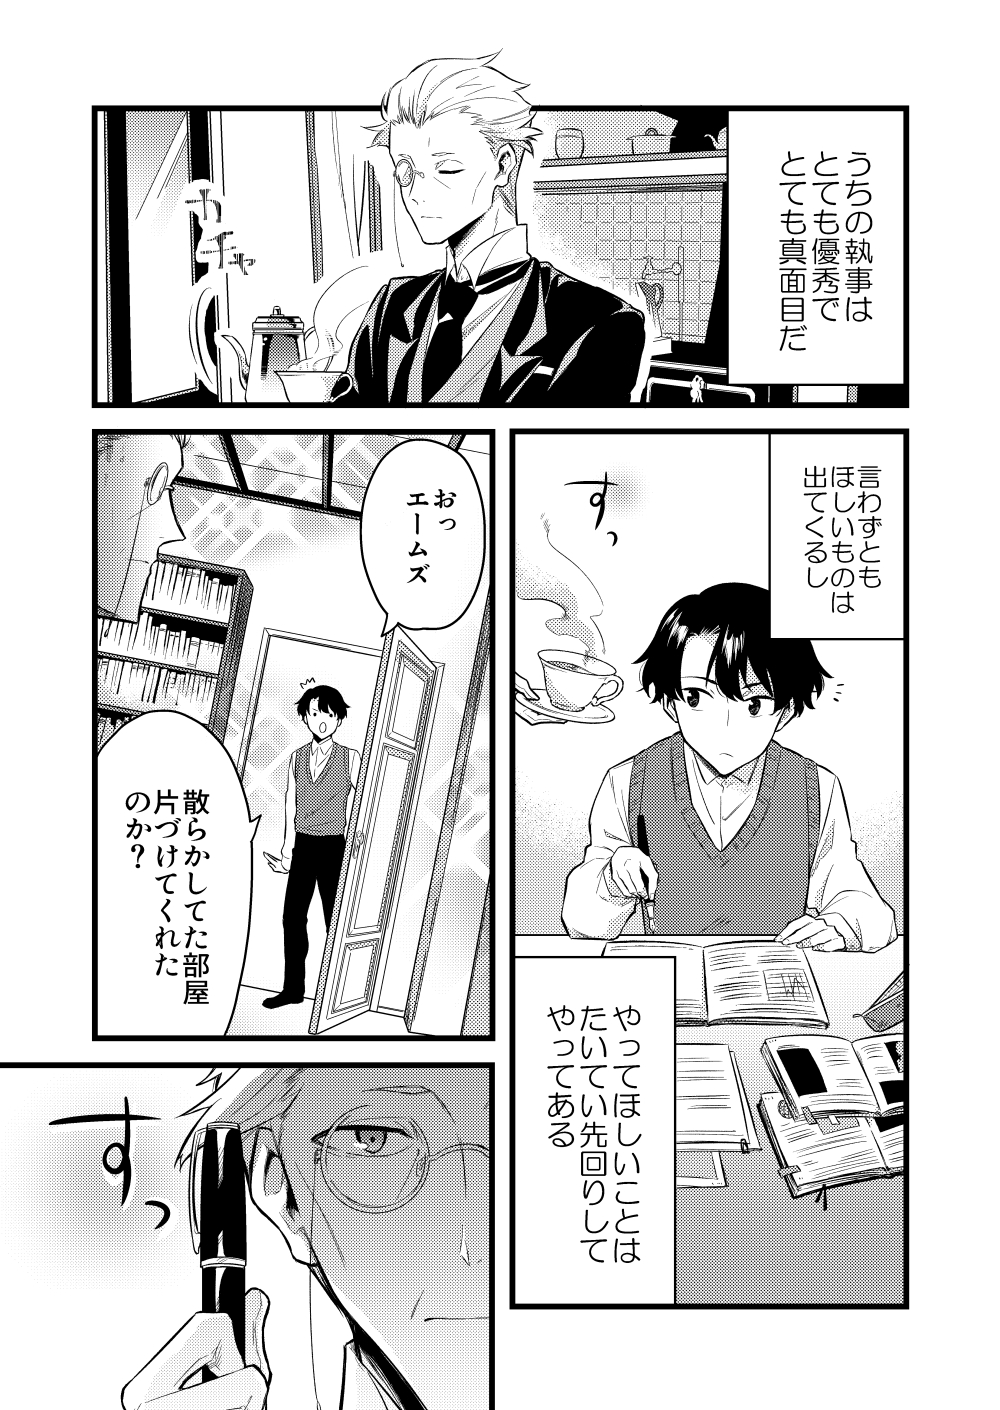 うちの執事は
とても優秀で
とても真面目だ
カチャ
言わずとも
ほしいものは
出てくるし
すっ
やってほしいことは
たいてい先回りして
やってある
おっ
エームズ
散らかしてた部屋
片づけてくれた
のか？
すっ